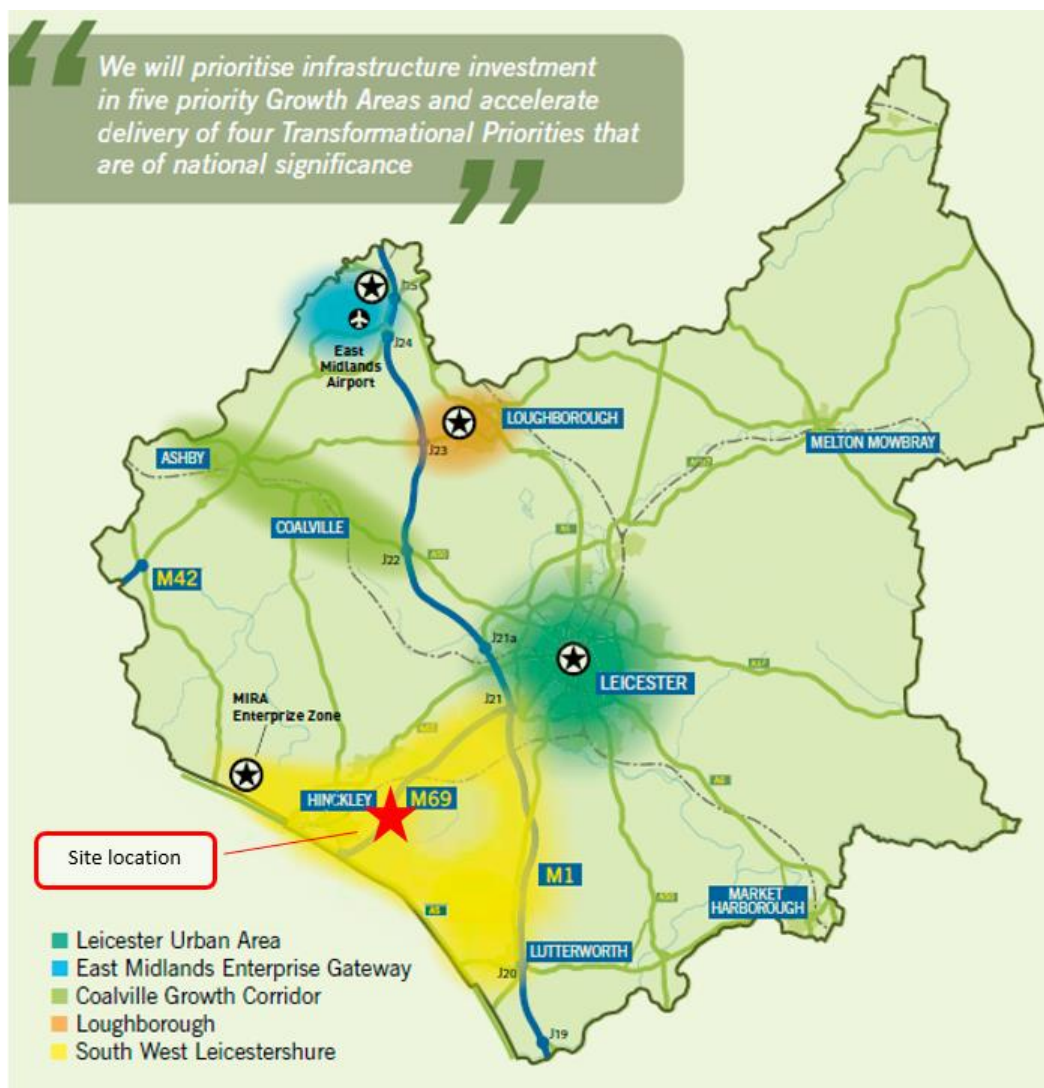 We will prioritise infrastructure investment
in five priority Growth Areas and accelerate
delivery of four Transformational Priorities that
are of national significance
J24
East
Midlands
Airport
LOUGHBOROUGH
J23
MELTON MOWBRAY
ASHBY
COALVILLE
J22
A50
M42
J21a
LEICESTER
J21
MIRA
Enterprize Zone
HINCKLEY
M69
Site location
M1
A5
MARKET
HARBOROUGH
LUTTERWORTH
J20
J19
Leicester Urban Area
East Midlands Enterprise Gateway
Coalville Growth Corridor
Loughborough
South West Leicestershure